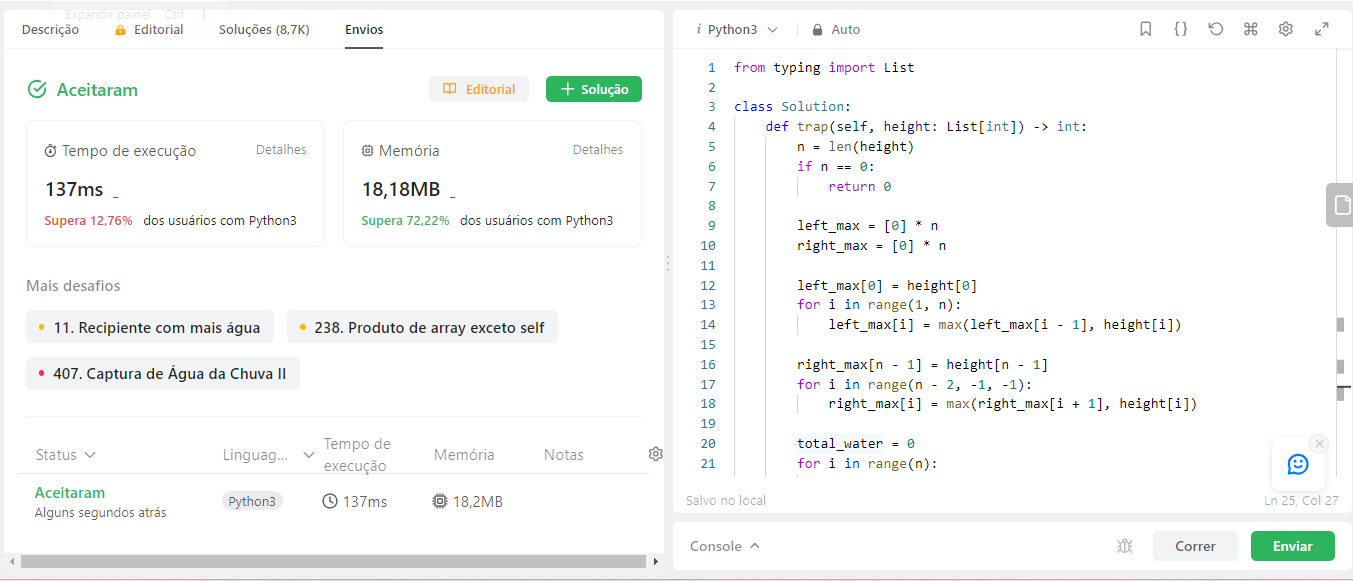 Expandir painel Ctrl ]
Descrição Editorial Soluções (8,7K) Envios
Aceitaram
Editorial
Solução
Tempo de execução Detalhes
137ms _
Supera 12,76% dos usuários com Python3
Memória Detalhes
18,18MB _
Supera 72,22% dos usuários com Python3
Mais desafios
11. Recipiente com mais água
238. Produto de array exceto self
407. Captura de Água da Chuva II
Status Linguag... Tempo de execução Memória Notas
Aceitaram Python3 137ms 18,2MB
Alguns segundos atrás
i Python3 Auto
{}
1 from typing import List
2
3 class Solution:
4     def trap(self, height: List[int]) -> int:
5         n = len(height)
6         if n == 0:
7             return 0
8
9         left_max = [0] * n
10         right_max = [0] * n
11
12         left_max[0] = height[0]
13         for i in range(1, n):
14             left_max[i] = max(left_max[i - 1], height[i])
15
16         right_max[n - 1] = height[n - 1]
17         for i in range(n - 2, -1, -1):
18             right_max[i] = max(right_max[i + 1], height[i])
19
20         total_water = 0
21         for i in range(n):
Salvo no local Ln 25, Col 27
Console Correr Enviar